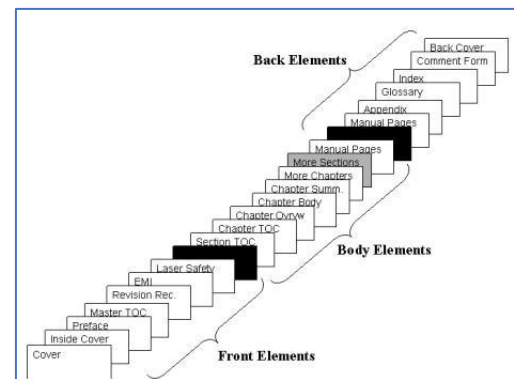 Back Elements
Back Cover
Comment Form
Index
Glossary
Appendix
Manual Pages
Manual Pages
More Sections
More Chapters
Chapter Summ.
Chapter Body
Chapter Ovryw
Chapter TOC
Section TOC
Body Elements
Laser Safety
EMI
Revision Rec.
Master TOC
Preface
Inside Cover
Cover
Front Elements